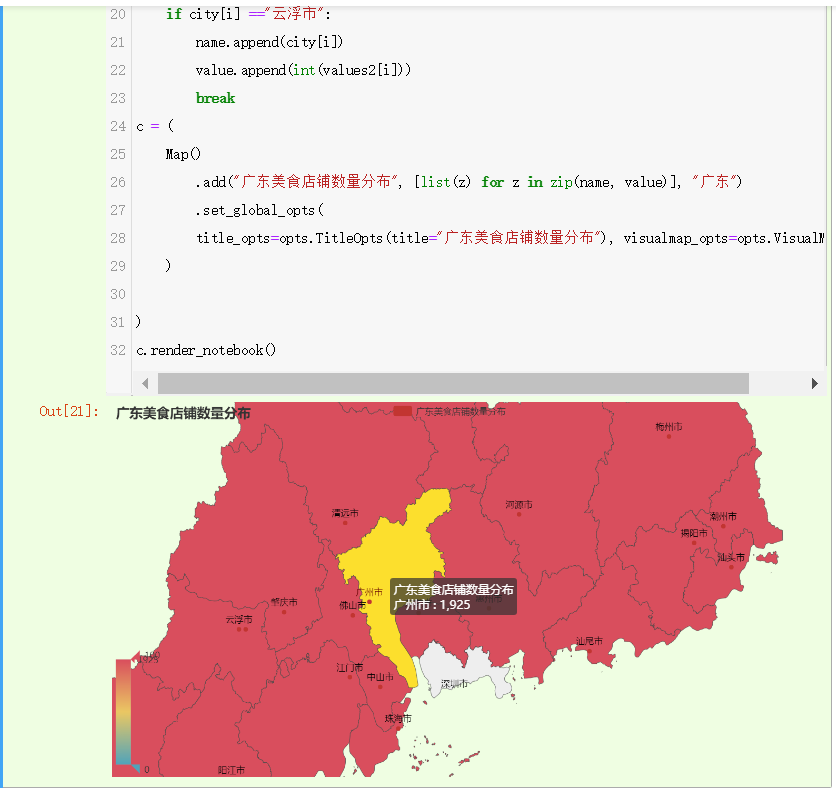 20 if city[i] =="云浮市":
21 name.append(city[i])
22 value.append(int(values2[i]))
23 break
24 c = (
25 Map()
26 .add("广东美食店铺数量分布", [list(z) for z in zip(name, value)], "广东")
27 .set_global_opts(
28 title_opts=opts.TitleOpts(title="广东美食店铺数量分布"), visualmap_opts=opts.VisualM
29 )
30
31 )
32 c.render_notebook()
Out[21]:
广东美食店铺数量分布
广东美食店铺数量分布
梅州市
河源市
清远市
潮州市
揭阳市
汕头市
广东美食店铺数量分布
广州市 : 1,925
广州市
肇庆市
佛山市
云浮市
汕尾市
江门市
中山市
深圳市
珠海市
阳江市
0